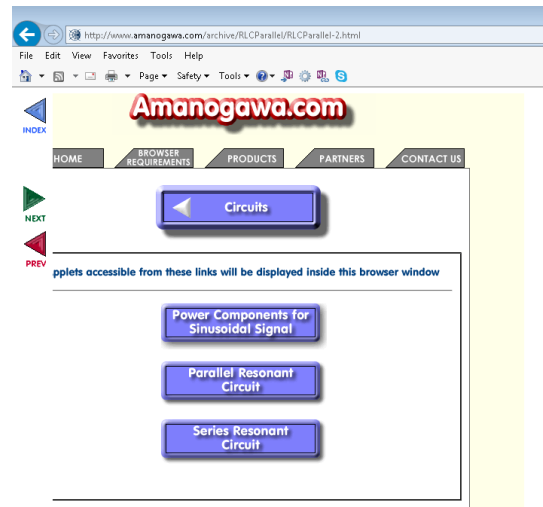 http://www.amanogawa.com/archive/RLCParallel/RLCParallel-2.html
File Edit View Favorites Tools Help
Page Safety Tools
Amanogawa.com
INDEX
HOME BROWSER REQUIREMENTS PRODUCTS PARTNERS CONTACT US
NEXT
Circuits
PREV
pplets accessible from these links will be displayed inside this browser window
Power Components for
Sinusoidal Signal
Parallel Resonant
Circuit
Series Resonant
Circuit